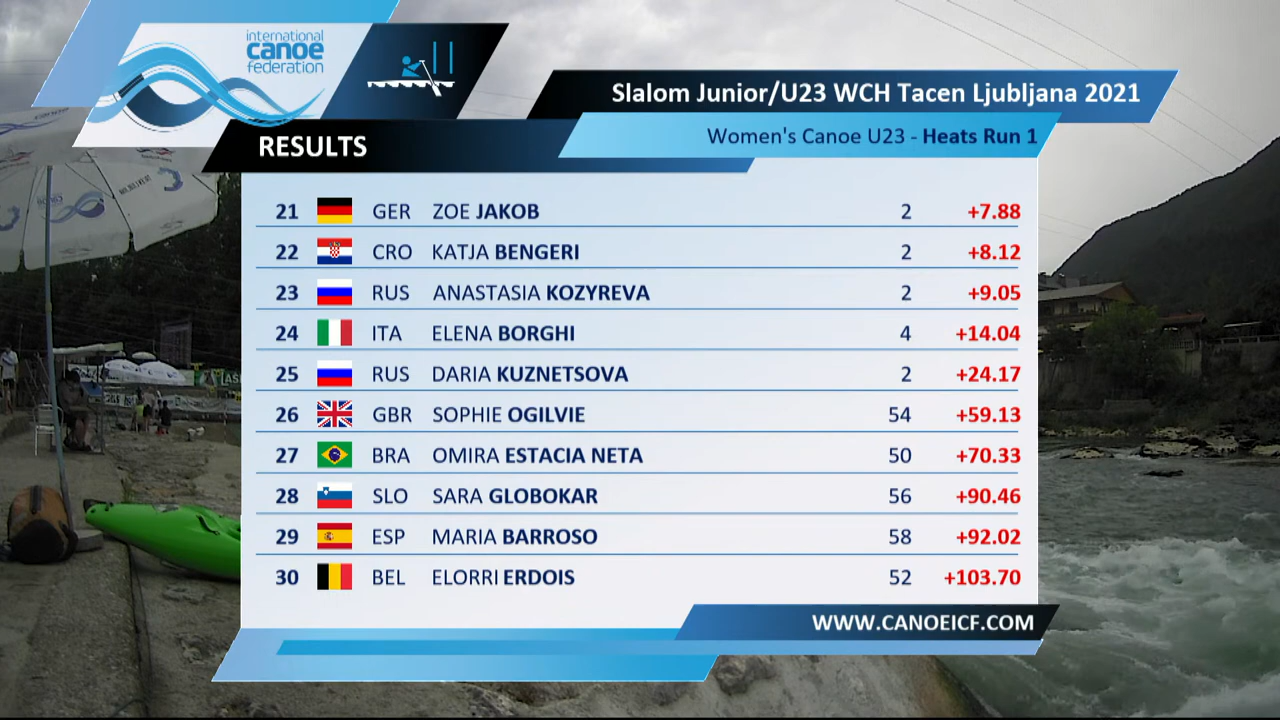 international
canoe
federation
Slalom Junior/U23 WCH Tacen Ljubljana 2021
Women's Canoe U23 - Heats Run 1
RESULTS
21 GER ZOE JAKOB 2 +7.88
22 CRO KATJA BENGERI 2 +8.12
23 RUS ANASTASIA KOZYREVA 2 +9.05
24 ITA ELENA BORGHI 4 +14.04
25 RUS DARIA KUZNETSOVA 2 +24.17
26 GBR SOPHIE OGILVIE 54 +59.13
27 BRA OMIRA ESTACIA NETA 50 +70.33
28 SLO SARA GLOBOKAR 56 +90.46
29 ESP MARIA BARROSO 58 +92.02
30 BEL ELORRI ERDOIS 52 +103.70
WWW.CANOEICF.COM